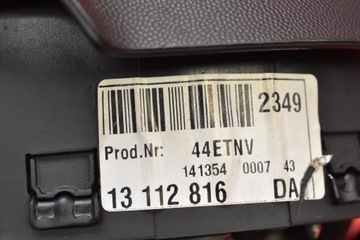 2349
Prod.Nr: 44ETNV
141354 0007 43
13 112 816 DA